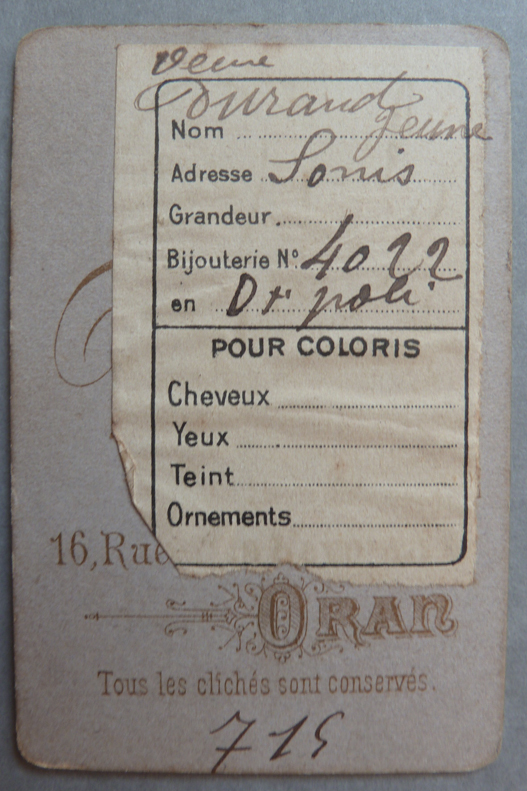 Veuve
Durand Jeune
Nom
Adresse Sonis
Grandeur
Bijouterie N° 4022
en Or poli
POUR COLORIS
Cheveux
Yeux
Teint
Ornements
16, Rue
ORAN
Tous les clichés sont conservés.
715